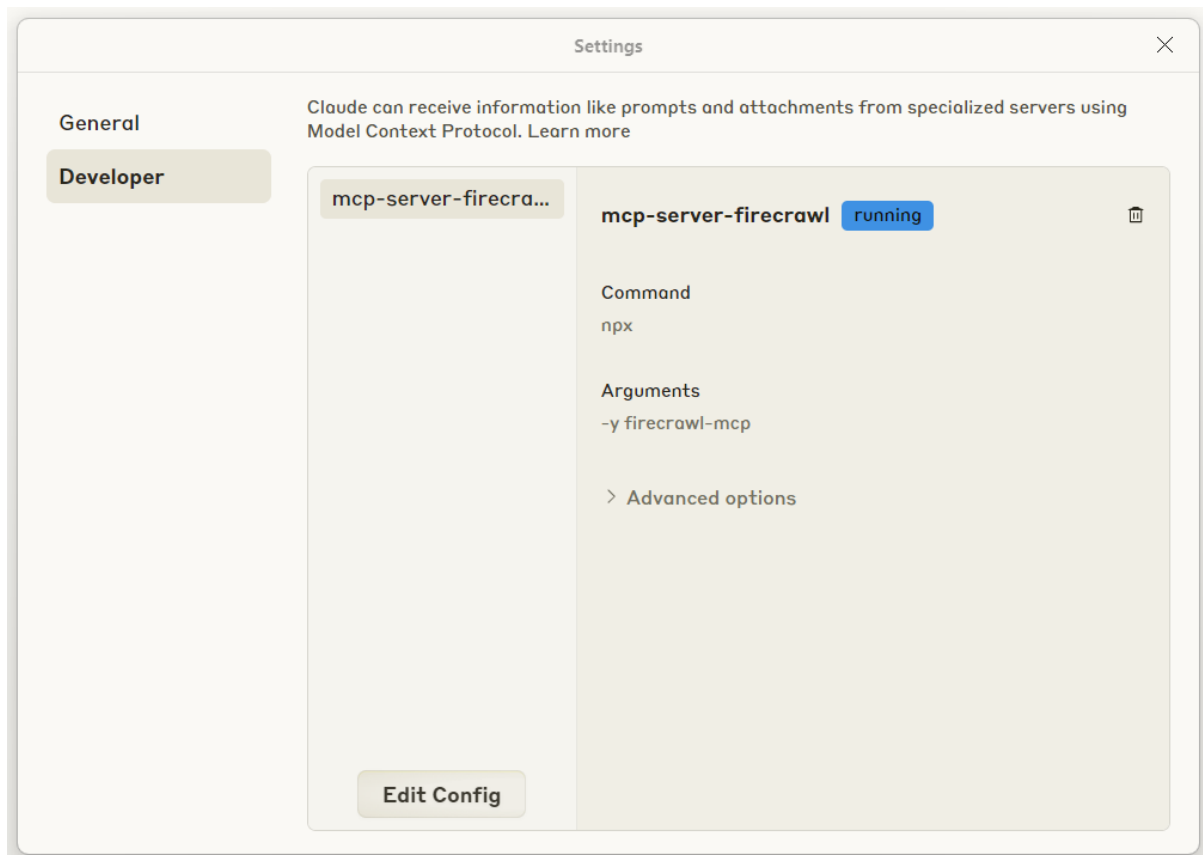 Settings
General
Developer
Claude can receive information like prompts and attachments from specialized servers using
Model Context Protocol. Learn more
mcp-server-firecra...
mcp-server-firecrawl running
Command
npx
Arguments
-y firecrawl-mcp
Advanced options
Edit Config